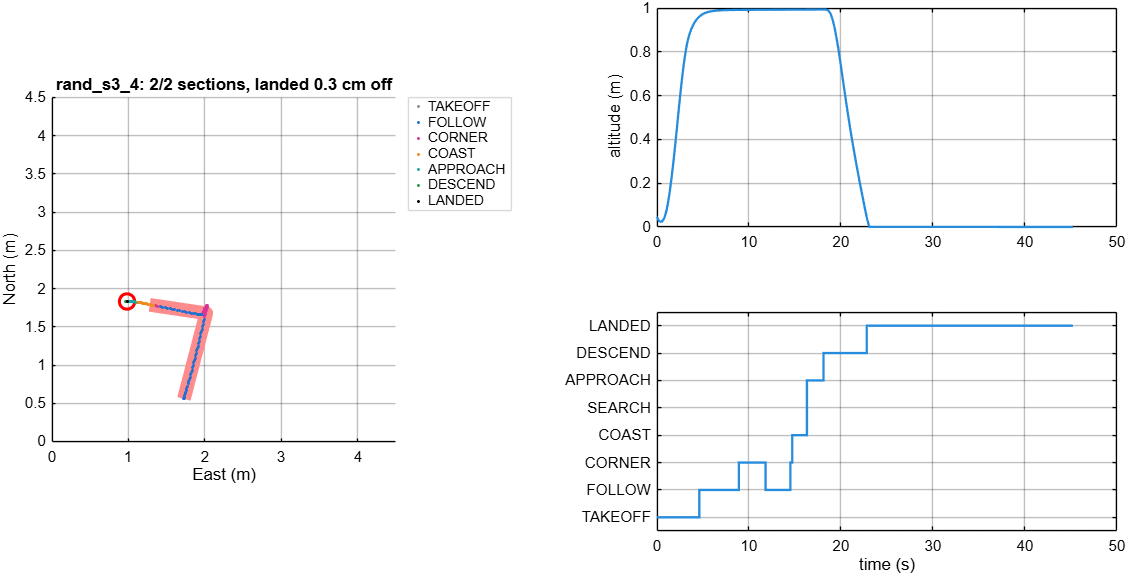 rand_s3_4: 2/2 sections, landed 0.3 cm off
4.5
4
3.5
3
2.5
2
1.5
1
0.5
0
North (m)
0
1
2
3
4
East (m)
TAKEOFF
FOLLOW
CORNER
COAST
APPROACH
DESCEND
LANDED
1
0.8
0.6
0.4
0.2
0
altitude (m)
0
10
20
30
40
50
LANDED
DESCEND
APPROACH
SEARCH
COAST
CORNER
FOLLOW
TAKEOFF
0
10
20
30
40
50
time (s)